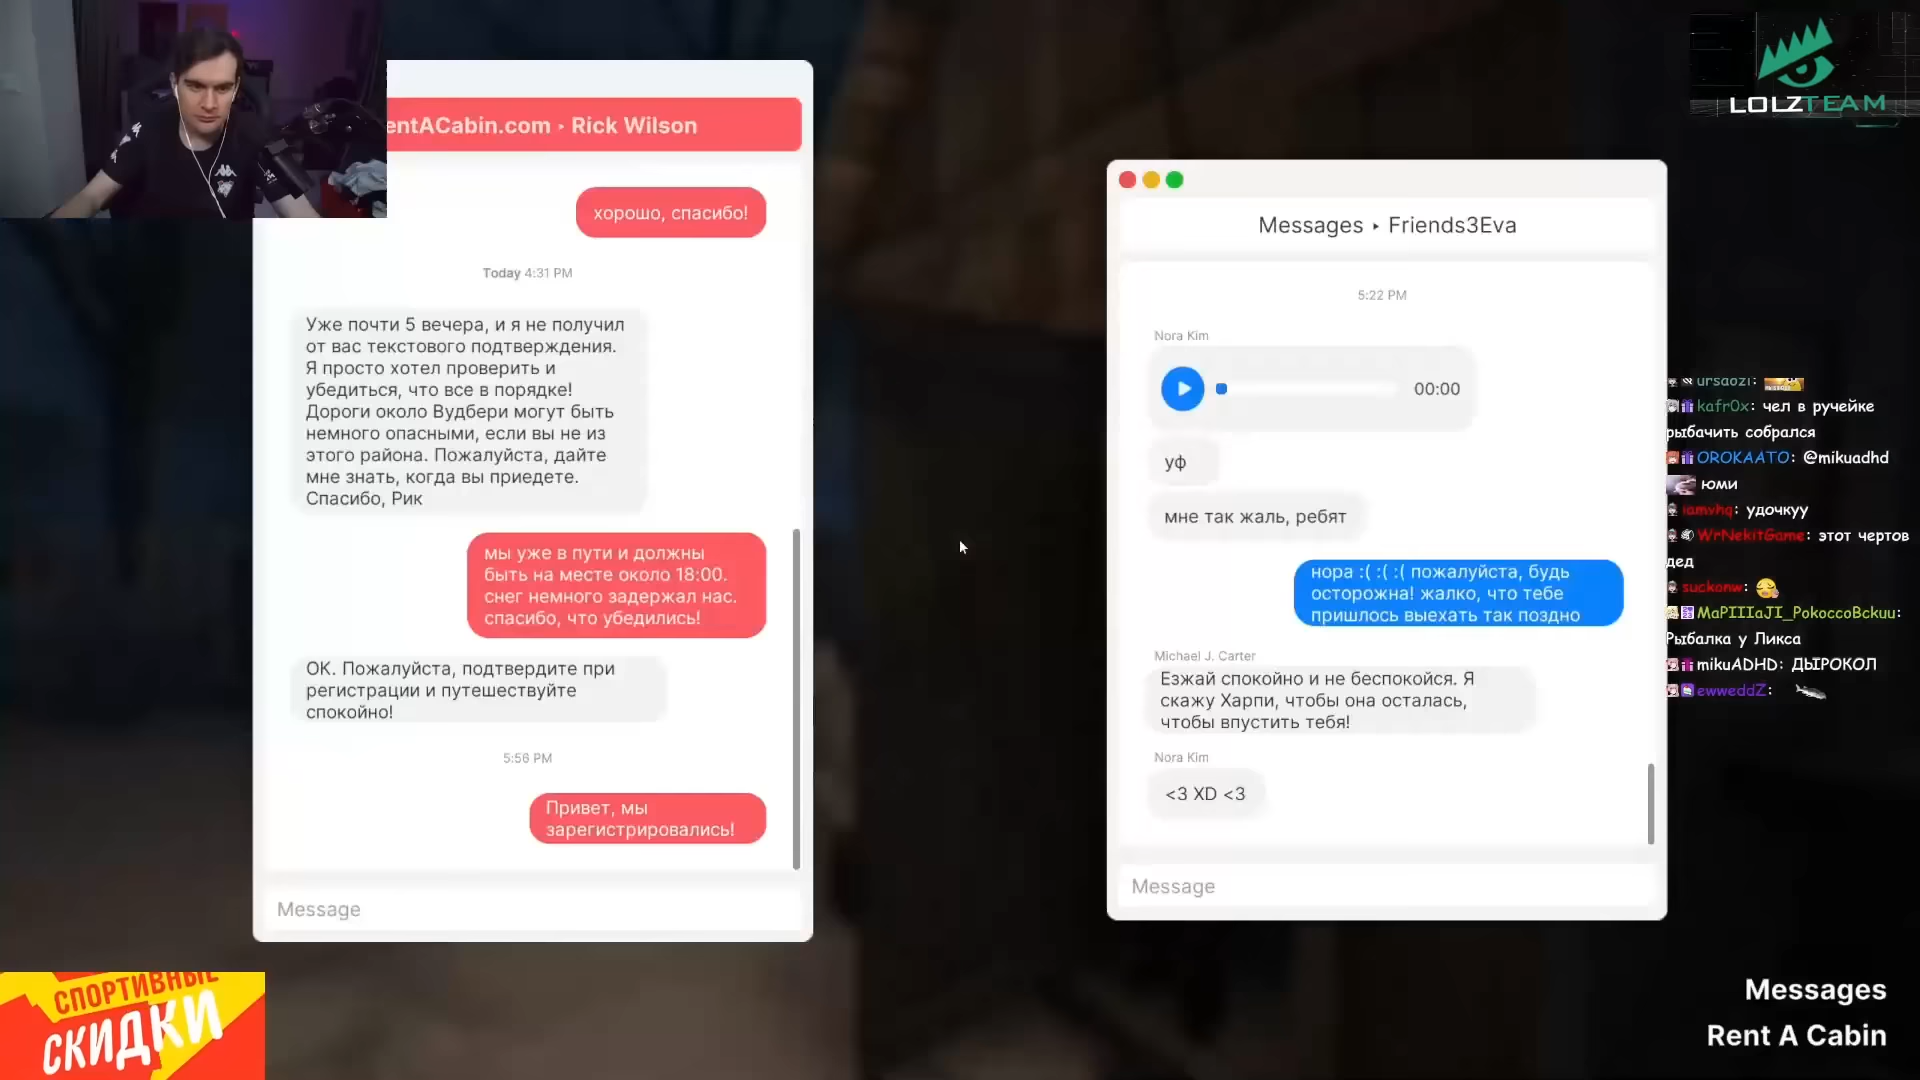 entACabin.com ‣ Rick Wilson
хорошо, спасибо!
Today 4:31 PM
Уже почти 5 вечера, и я не получил
от вас текстового подтверждения.
Я просто хотел проверить и
убедиться, что все в порядке!
Дороги около Вудбери могут быть
немного опасными, если вы не из
этого района. Пожалуйста, дайте
мне знать, когда вы приедете.
Спасибо, Рик
мы уже в пути и должны
быть на месте около 18:00.
снег немного задержал нас.
спасибо, что убедились!
ОК. Пожалуйста, подтвердите при
регистрации и путешествуйте
спокойно!
5:56 PM
Привет, мы
зарегистрировались!
Message
Messages ‣ Friends3Eva
5:22 PM
Nora Kim
00:00
уф
мне так жаль, ребят
нора :( :( :( пожалуйста, будь
осторожна! жалко, что тебе
пришлось выехать так поздно
Michael J. Carter
Езжай спокойно и не беспокойся. Я
скажу Харпи, чтобы она осталась,
чтобы впустить тебя!
Nora Kim
<3 XD <3
Message
LOLZTEAM
ursaozi:
kafr0x: чел в ручейке
рыбачить собрался
OROKAATO: @mikuadhd
юми
iamvhq: удочкуу
WrNekitGame: этот чертов
дед
suckanw:
MaPIIIaJI_PokoccoBckuu:
Рыбалка у Ликса
mikuADHD: ДЫРОКОЛ
ewweddZ:
Messages
Rent A Cabin
СПОРТИВНЫЕ
СКИДКИ